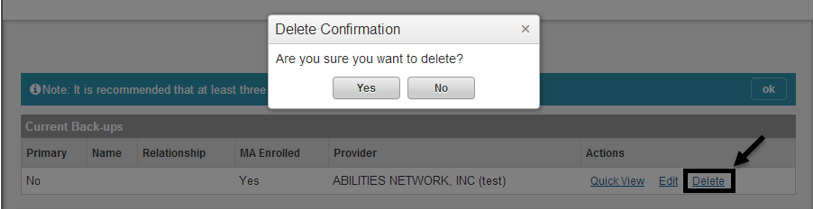 Delete Confirmation ×
Are you sure you want to delete?
Yes No
Note: It is recommended that at least three
ok
Current Back-ups
Primary Name Relationship MA Enrolled Provider Actions
No Yes ABILITIES NETWORK, INC (test) Quick View Edit Delete